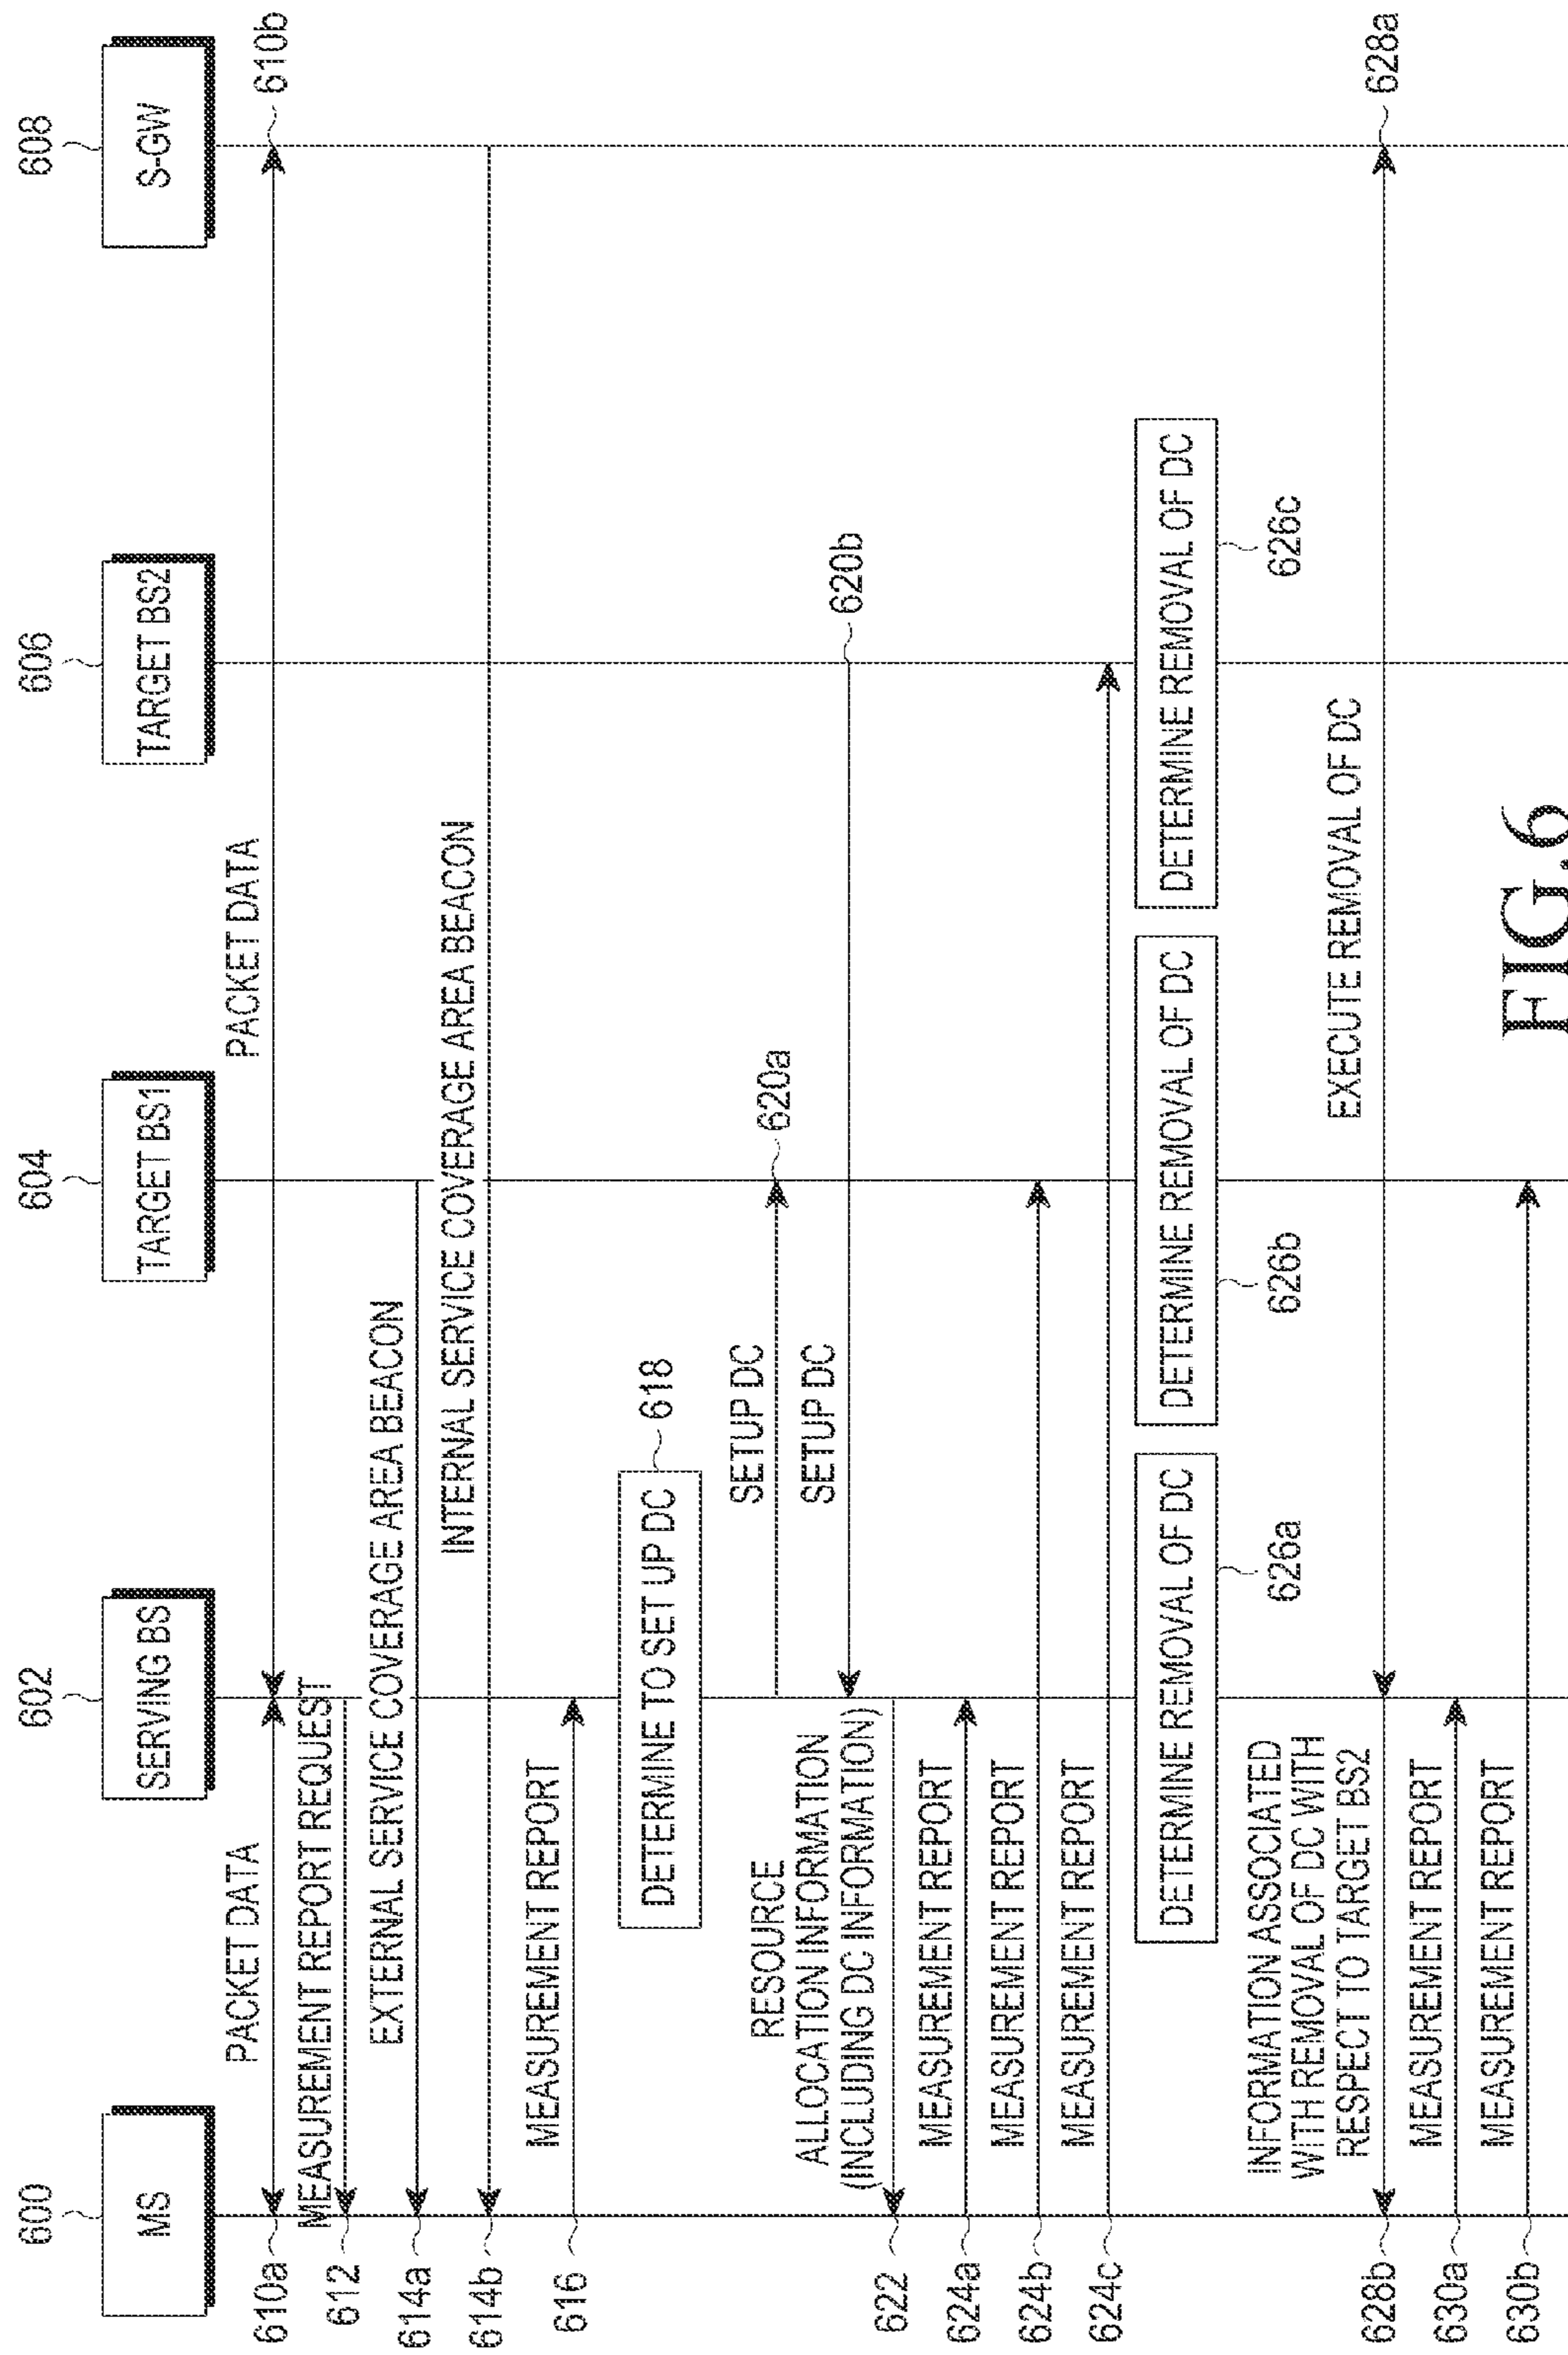 600
602
604
606
608
MS
SERVING BS
TARGET BS1
TARGET BS2
S-GW
PACKET DATA
PACKET DATA
610a
610b
MEASUREMENT REPORT REQUEST
612
EXTERNAL SERVICE COVERAGE AREA BEACON
614a
INTERNAL SERVICE COVERAGE AREA BEACON
614b
MEASUREMENT REPORT
616
DETERMINE TO SET UP DC
618
SETUP DC
620a
SETUP DC
620b
RESOURCE
ALLOCATION INFORMATION
(INCLUDING DC INFORMATION)
622
MEASUREMENT REPORT
624a
MEASUREMENT REPORT
624b
MEASUREMENT REPORT
624c
DETERMINE REMOVAL OF DC
DETERMINE REMOVAL OF DC
DETERMINE REMOVAL OF DC
626a
626b
626c
INFORMATION ASSOCIATED
WITH REMOVAL OF DC WITH
RESPECT TO TARGET BS2
EXECUTE REMOVAL OF DC
628b
628a
MEASUREMENT REPORT
630a
MEASUREMENT REPORT
630b
FIG.6